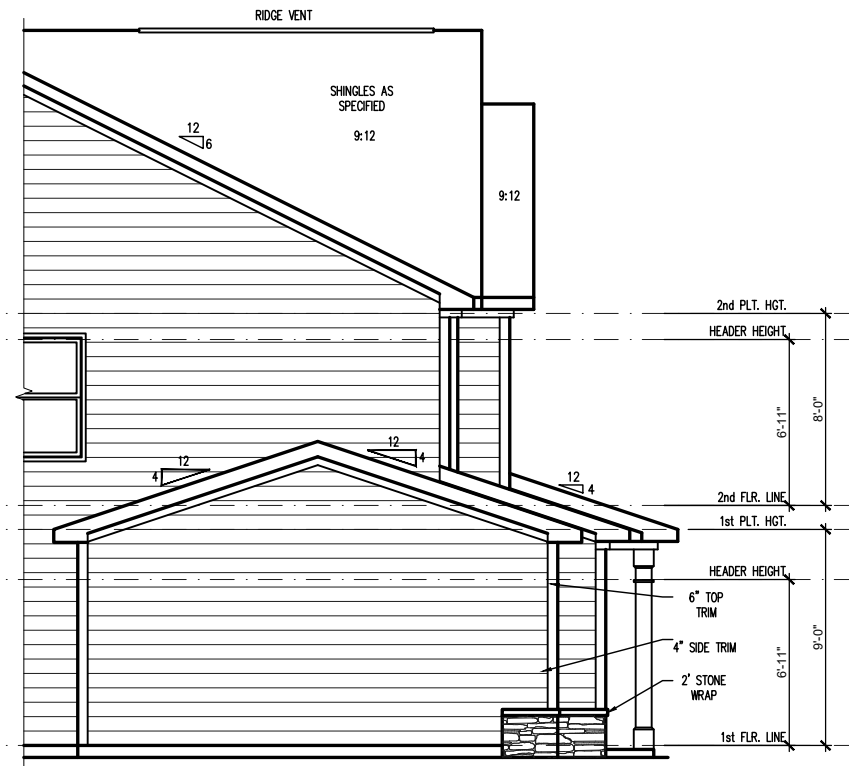 RIDGE VENT
SHINGLES AS
SPECIFIED
9:12
12
6
9:12
2nd PLT. HGT.
HEADER HEIGHT
6'-11"
8'-0"
12
4
12
4
12
4
2nd FLR. LINE
1st PLT. HGT.
HEADER HEIGHT
6" TOP
TRIM
4" SIDE TRIM
2' STONE
WRAP
6'-11"
9'-0"
1st FLR. LINE